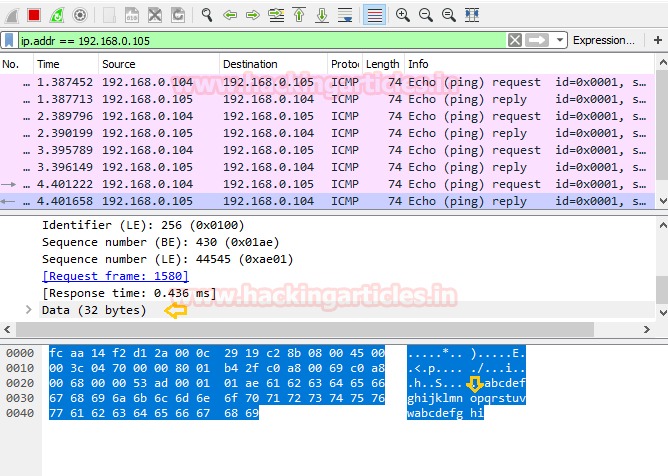 ip.addr == 192.168.0.105 Expression... +
No. Time Source Destination Protoc Length Info
... 1.387452 192.168.0.104 192.168.0.105 ICMP 74 Echo (ping) request id=0x0001, s...
www.hackingarticles.in
... 1.387713 192.168.0.105 192.168.0.104 ICMP 74 Echo (ping) reply id=0x0001, s...
... 2.389796 192.168.0.104 192.168.0.105 ICMP 74 Echo (ping) request id=0x0001, s...
... 2.390199 192.168.0.105 192.168.0.104 ICMP 74 Echo (ping) reply id=0x0001, s...
... 3.395789 192.168.0.104 192.168.0.105 ICMP 74 Echo (ping) request id=0x0001, s...
... 3.396149 192.168.0.105 192.168.0.104 ICMP 74 Echo (ping) reply id=0x0001, s...
... 4.401222 192.168.0.104 192.168.0.105 ICMP 74 Echo (ping) request id=0x0001, s...
... 4.401658 192.168.0.105 192.168.0.104 ICMP 74 Echo (ping) reply id=0x0001, s...
Identifier (LE): 256 (0x0100)
Sequence number (BE): 430 (0x01ae)
Sequence number (LE): 44545 (0xae01)
[Request frame: 1580]
[Response time: 0.436 ms]
www.hackingarticles.in
Data (32 bytes)
0000 fc aa 14 f2 d1 2a 00 0c 29 19 c2 8b 08 00 45 00 .....*.. ).....E.
0010 00 3c 04 70 00 00 80 01 b4 2f c0 a8 00 69 c0 a8 .<.p.... ./...i..
0020 00 68 00 00 53 ad 00 01 01 ae 61 62 63 64 65 66 .h..S... ..abcdef
0030 67 68 69 6a 6b 6c 6d 6e 6f 70 71 72 73 74 75 76 ghijklmn opqrstuv
0040 77 61 62 63 64 65 66 67 68 69 wabcdefg hi